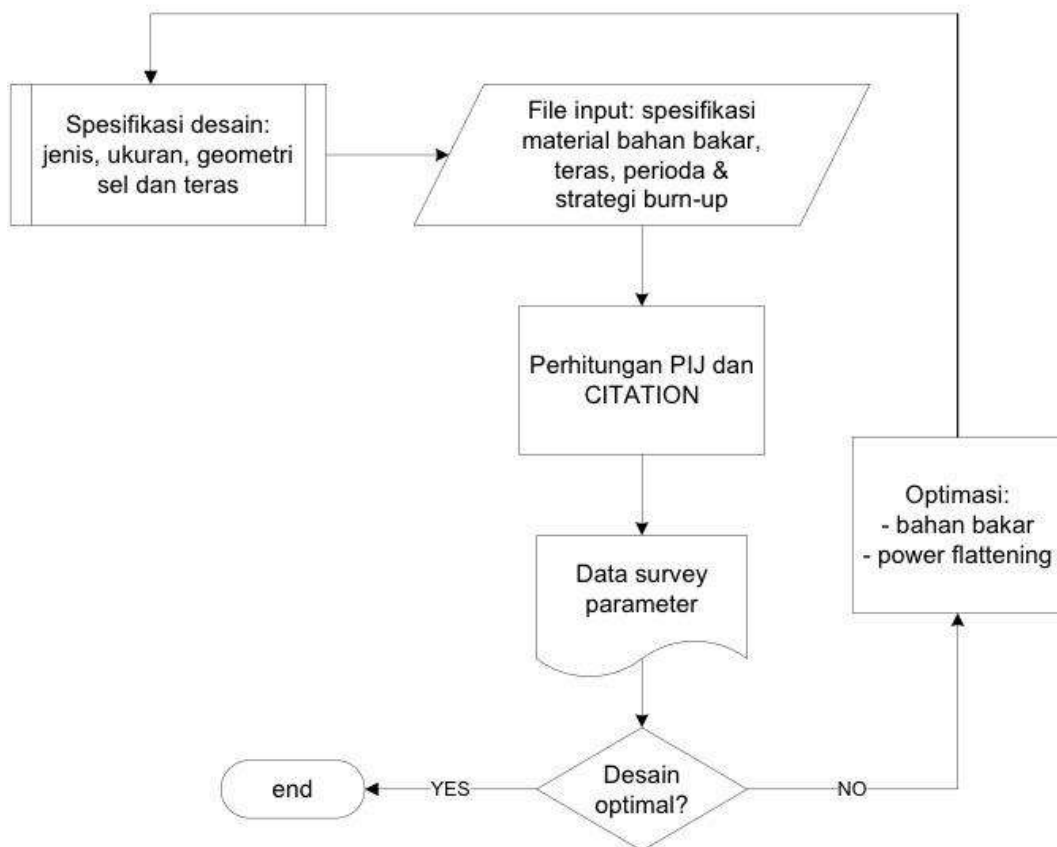 Spesifikasi desain:
jenis, ukuran, geometri
sel dan teras
File input: spesifikasi
material bahan bakar,
teras, perioda &
strategi burn-up
Perhitungan PIJ dan
CITATION
Optimasi:
- bahan bakar
- power flattening
Data survey
parameter
Desain
optimal?
YES
NO
end